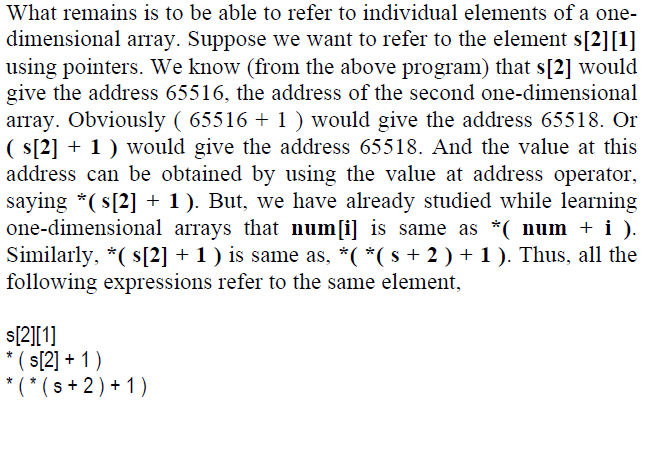 What remains is to be able to refer to individual elements of a one-
dimensional array. Suppose we want to refer to the element s[2][1]
using pointers. We know (from the above program) that s[2] would
give the address 65516, the address of the second one-dimensional
array. Obviously ( 65516 + 1 ) would give the address 65518. Or
( s[2] + 1 ) would give the address 65518. And the value at this
address can be obtained by using the value at address operator,
saying *( s[2] + 1 ). But, we have already studied while learning
one-dimensional arrays that num[i] is same as *( num + i ).
Similarly, *( s[2] + 1 ) is same as, *( *( s + 2 ) + 1 ). Thus, all the
following expressions refer to the same element,
s[2][1]
* ( s[2] + 1 )
* ( * ( s + 2 ) + 1 )